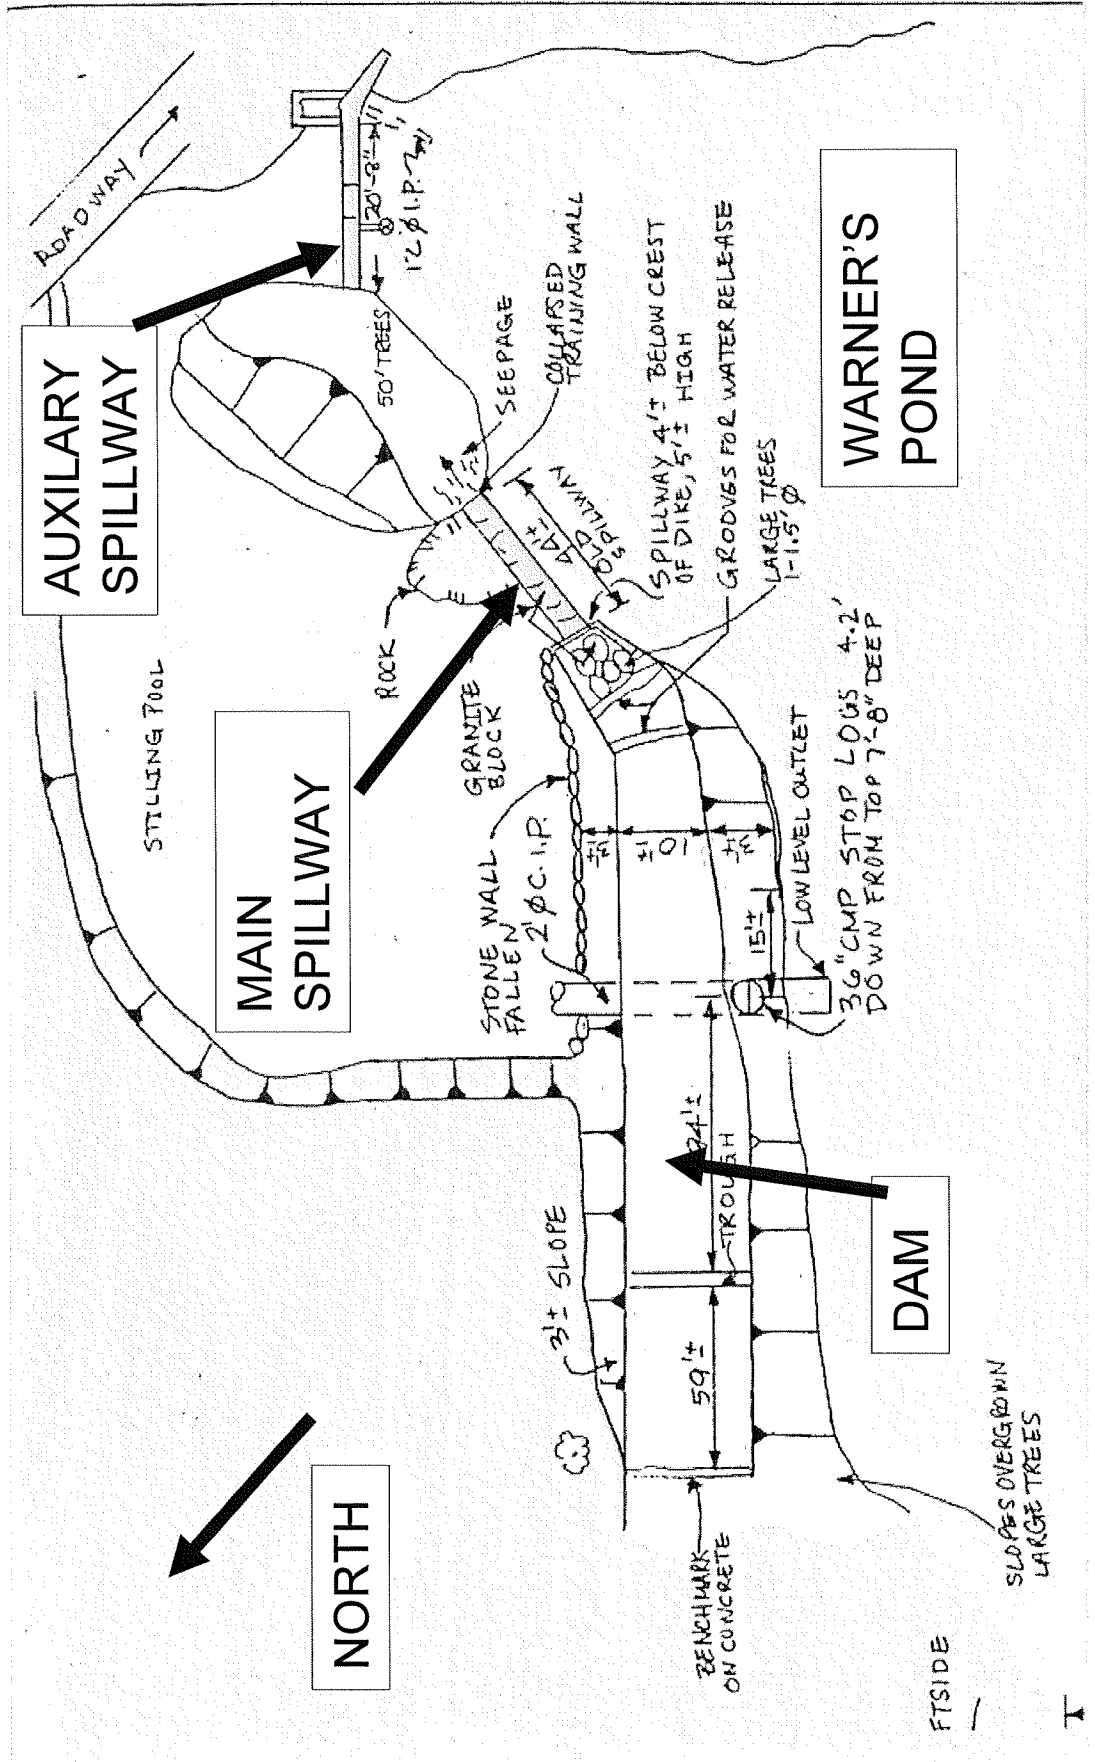 ROADWAY
AUXILARY
SPILLWAY
20'-8"
12 Ø I.P.
50' TREES
SEEPAGE
COLLAPSED
TRAINING WALL
STILLING POOL
ROCK
44'±
OLD
SPILLWAY
SPILLWAY 4'± BELOW CREST
OF DIKE, 5'± HIGH
GROOVES FOR WATER RELEASE
LARGE TREES
1-1.5' Ø
WARNER'S
POND
MAIN
SPILLWAY
GRANITE
BLOCK
STONE WALL
FALLEN
2' Ø C.I.P.
10'±
15'±
LOW LEVEL OUTLET
36" CMP STOP LOGS 4.2'
DOWN FROM TOP 7'-8" DEEP
3'± SLOPE
TROUGH
59'±
DAM
NORTH
BENCHMARK
ON CONCRETE
SLOPES OVERGROWN
LARGE TREES
FTSIDE